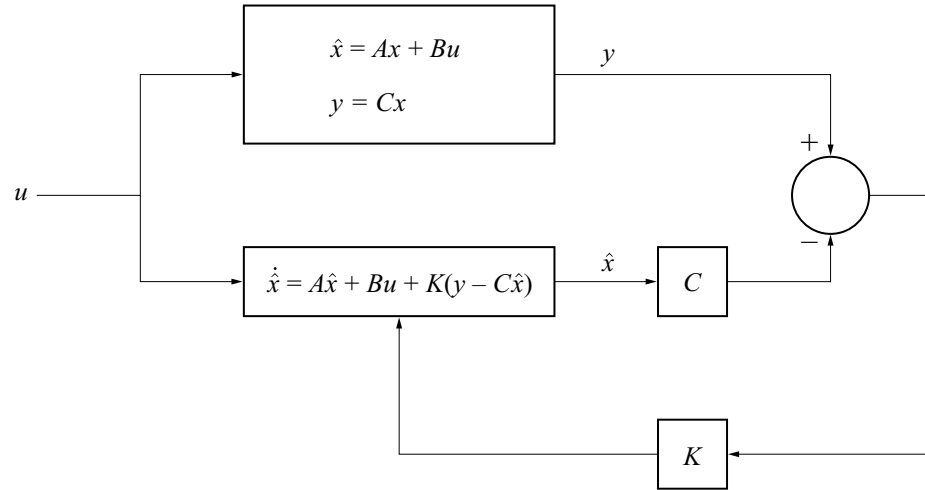 x̂ = Ax + Bu
y = Cx
y
+
u
−
x̂̇ = Ax̂ + Bu + K(y – Cx̂)
x̂
C
K